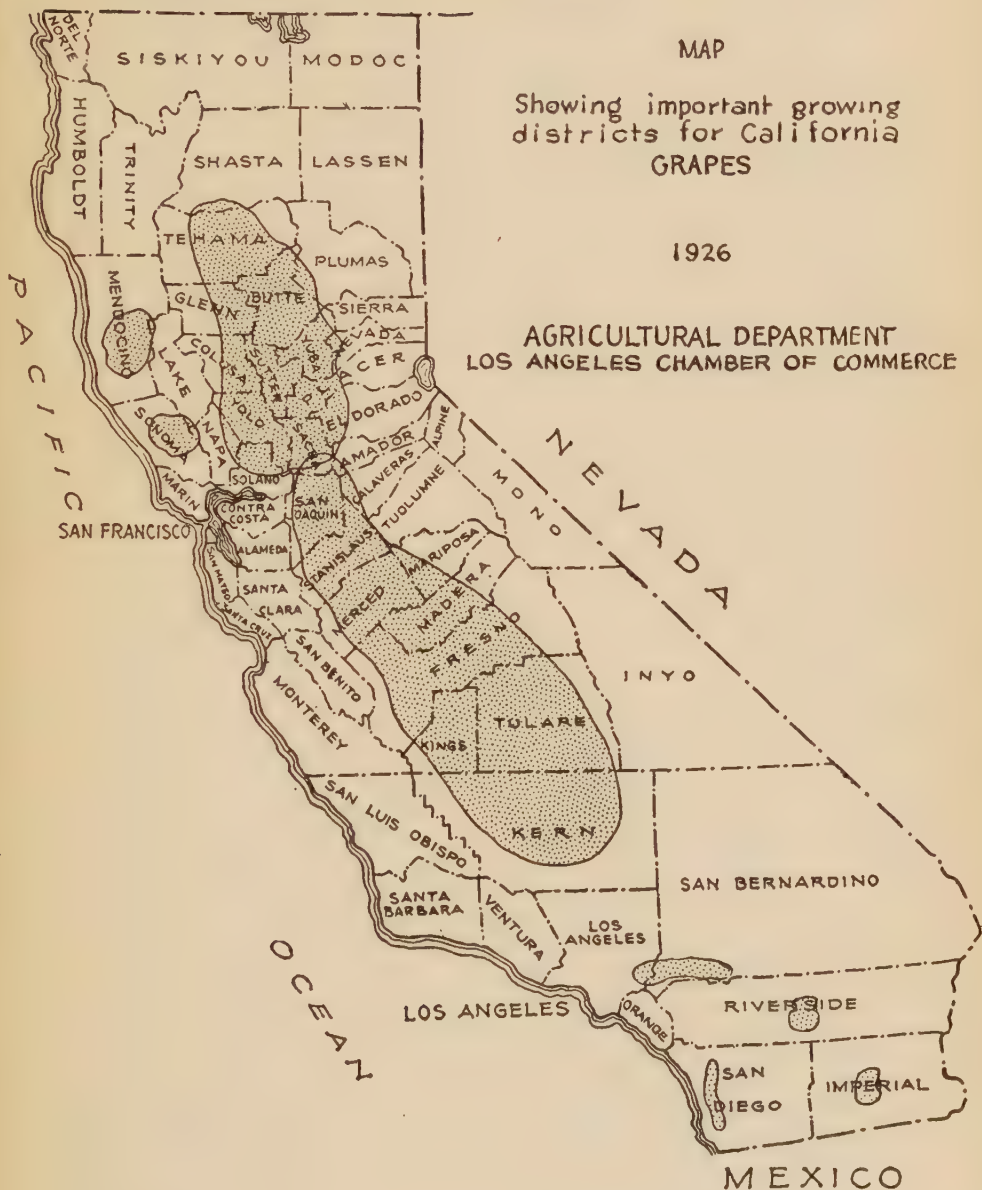 MAP
Showing important growing
districts for California
GRAPES
1926
AGRICULTURAL DEPARTMENT
LOS ANGELES CHAMBER OF COMMERCE
DEL
NORTE
SISKIYOU
MODOC
HUMBOLDT
TRINITY
SHASTA
LASSEN
TEHAMA
PLUMAS
MENDOCINO
GLENN
BUTTE
SIERRA
NEVADA
LAKE
COLUSA
SUTTER
YUBA
PLACER
SONOMA
NAPA
YOLO
EL DORADO
SACRA
AMADOR
ALPINE
MARIN
SOLANO
CALAVERAS
TUOLUMNE
MONO
CONTRA
COSTA
SAN
JOAQUIN
SAN FRANCISCO
ALAMEDA
STANISLAUS
MARIPOSA
SAN MATEO
SANTA
CLARA
SANTA CRUZ
MERCED
MADERA
SAN BENITO
FRESNO
INYO
MONTEREY
KINGS
TULARE
SAN LUIS OBISPO
KERN
SANTA
BARBARA
VENTURA
LOS
ANGELES
SAN BERNARDINO
LOS ANGELES
ORANGE
RIVERSIDE
SAN
DIEGO
IMPERIAL
PACIFIC
OCEAN
NEVADA
MEXICO